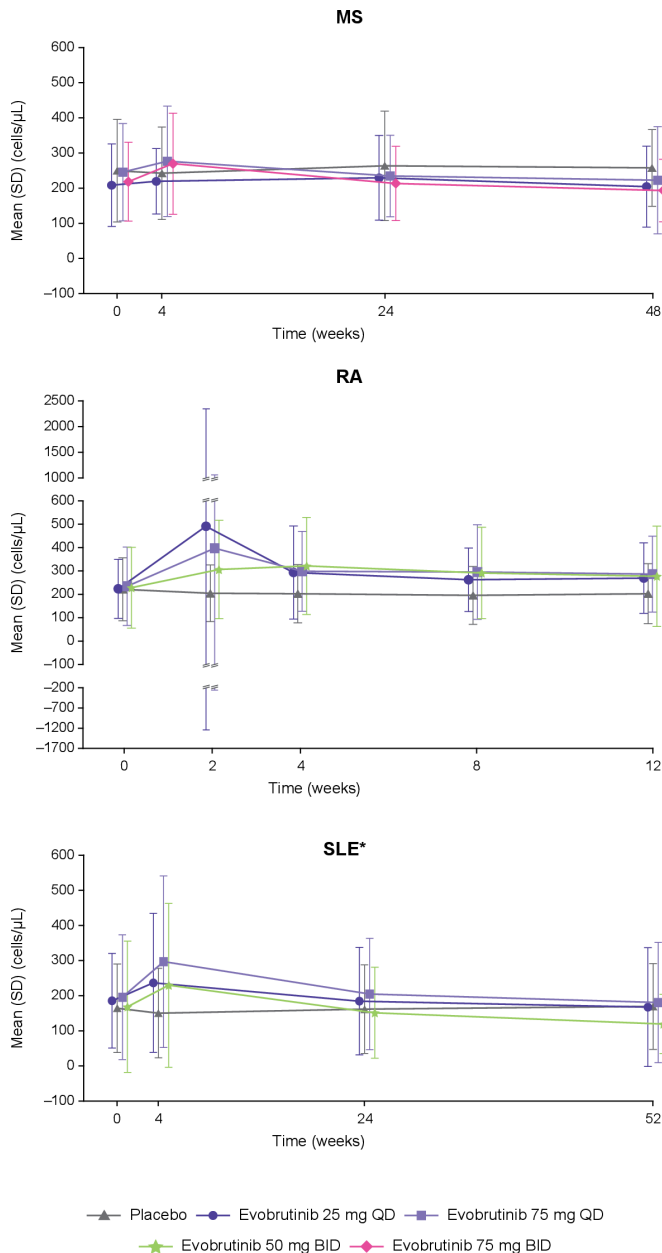 MS
Mean (SD) (cells/µL)
600
500
400
300
200
100
0
–100
0 4 24 48
Time (weeks)
RA
Mean (SD) (cells/µL)
2500
2000
1500
1000
600
500
400
300
200
100
0
–100
–200
–700
–1200
–1700
0 2 4 8 12
Time (weeks)
SLE*
Mean (SD) (cells/µL)
600
500
400
300
200
100
0
–100
0 4 24 52
Time (weeks)
Placebo Evobrutinib 25 mg QD Evobrutinib 75 mg QD
Evobrutinib 50 mg BID Evobrutinib 75 mg BID